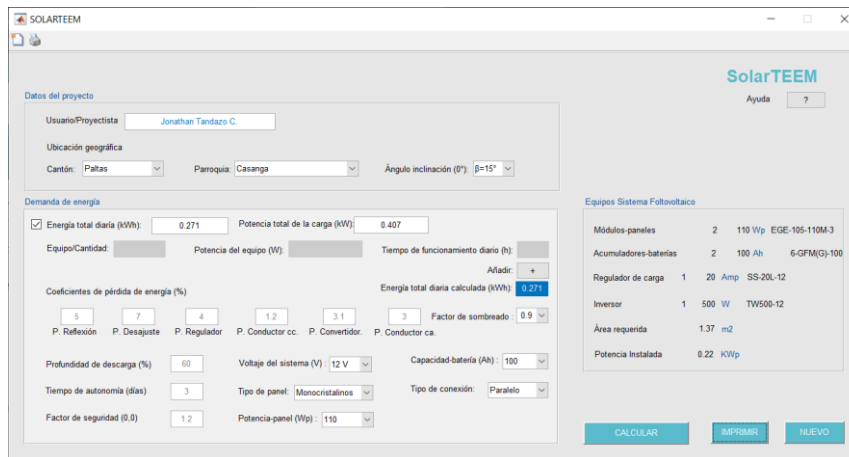 SOLARTEEM
SolarTEEM
Ayuda ?
Datos del proyecto
Usuario/Proyectista Jonathan Tandazo C.
Ubicación geográfica
Cantón: Paltas Parroquia: Casanga Ángulo inclinación (0°): β=15°
Demanda de energía
Energía total diaría (kWh): 0.271 Potencia total de la carga (kW): 0.407
Equipo/Cantidad: Potencia del equipo (W): Tiempo de funcionamiento diario (h):
Añadir: +
Energía total diaria calculada (kWh): 0.271
Coeficientes de pérdida de energía (%)
5 7 4 1.2 3.1 3 Factor de sombreado : 0.9
P. Reflexión P. Desajuste P. Regulador P. Conductor cc. P. Convertidor. P. Conductor ca.
Profundidad de descarga (%) 60 Voltaje del sistema (V) : 12 V Capacidad-batería (Ah) : 100
Tiempo de autonomía (días) 3 Tipo de panel: Monocristalinos Tipo de conexión: Paralelo
Factor de seguridad (0,0) 1.2 Potencia-panel (Wp) : 110
Equipos Sistema Fotovoltaico
Módulos-paneles 2 110 Wp EGE-105-110M-3
Acumuladores-baterías 2 100 Ah 6-GFM(G)-100
Regulador de carga 1 20 Amp SS-20L-12
Inversor 1 500 W TW500-12
Área requerida 1.37 m2
Potencia Instalada 0.22 KWp
CALCULAR IMPRIMIR NUEVO